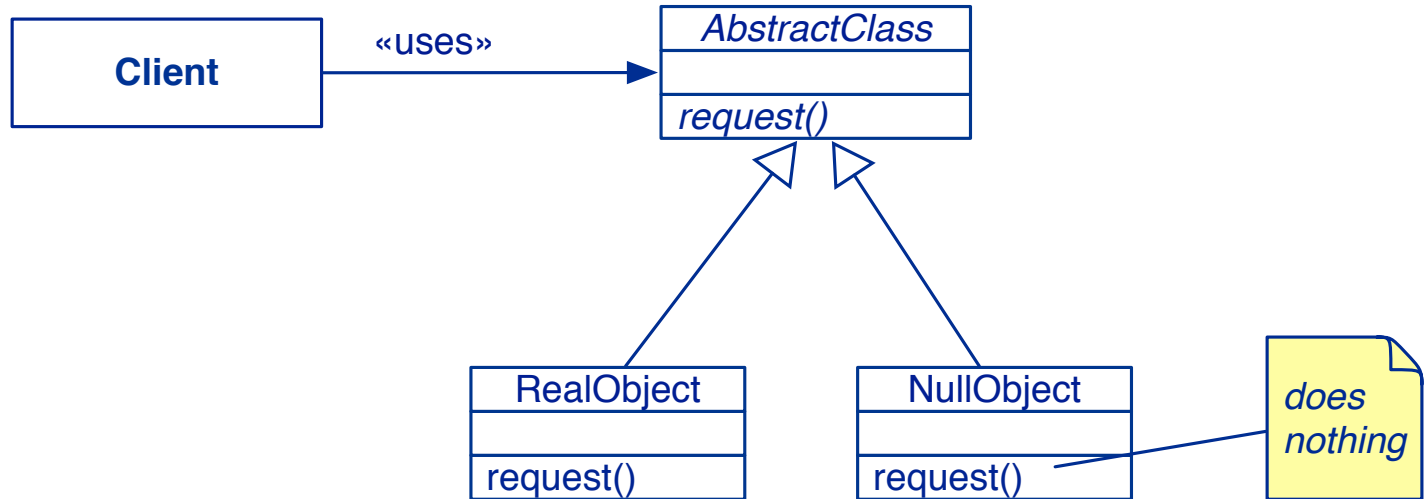 Client
«uses»
AbstractClass
request()
RealObject
request()
NullObject
request()
does
nothing